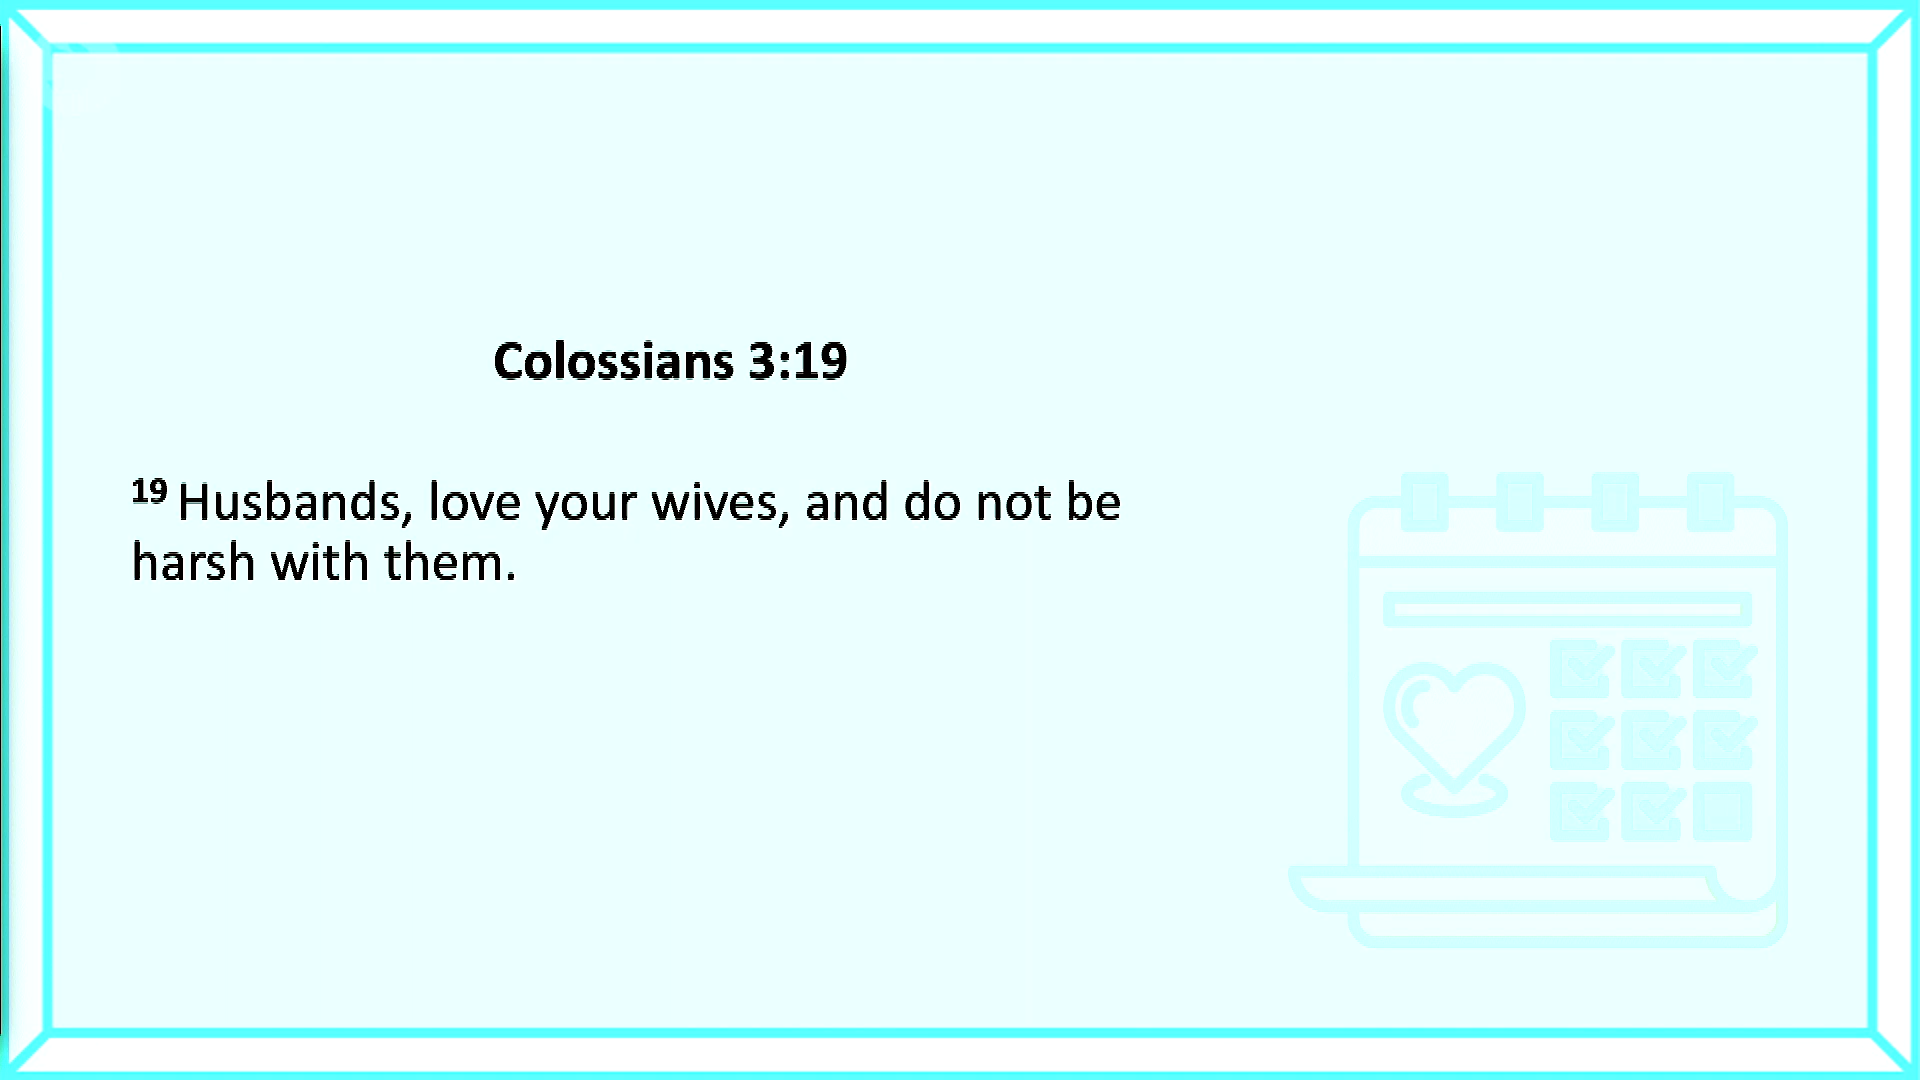 Colossians 3:19
19 Husbands, love your wives, and do not be
harsh with them.